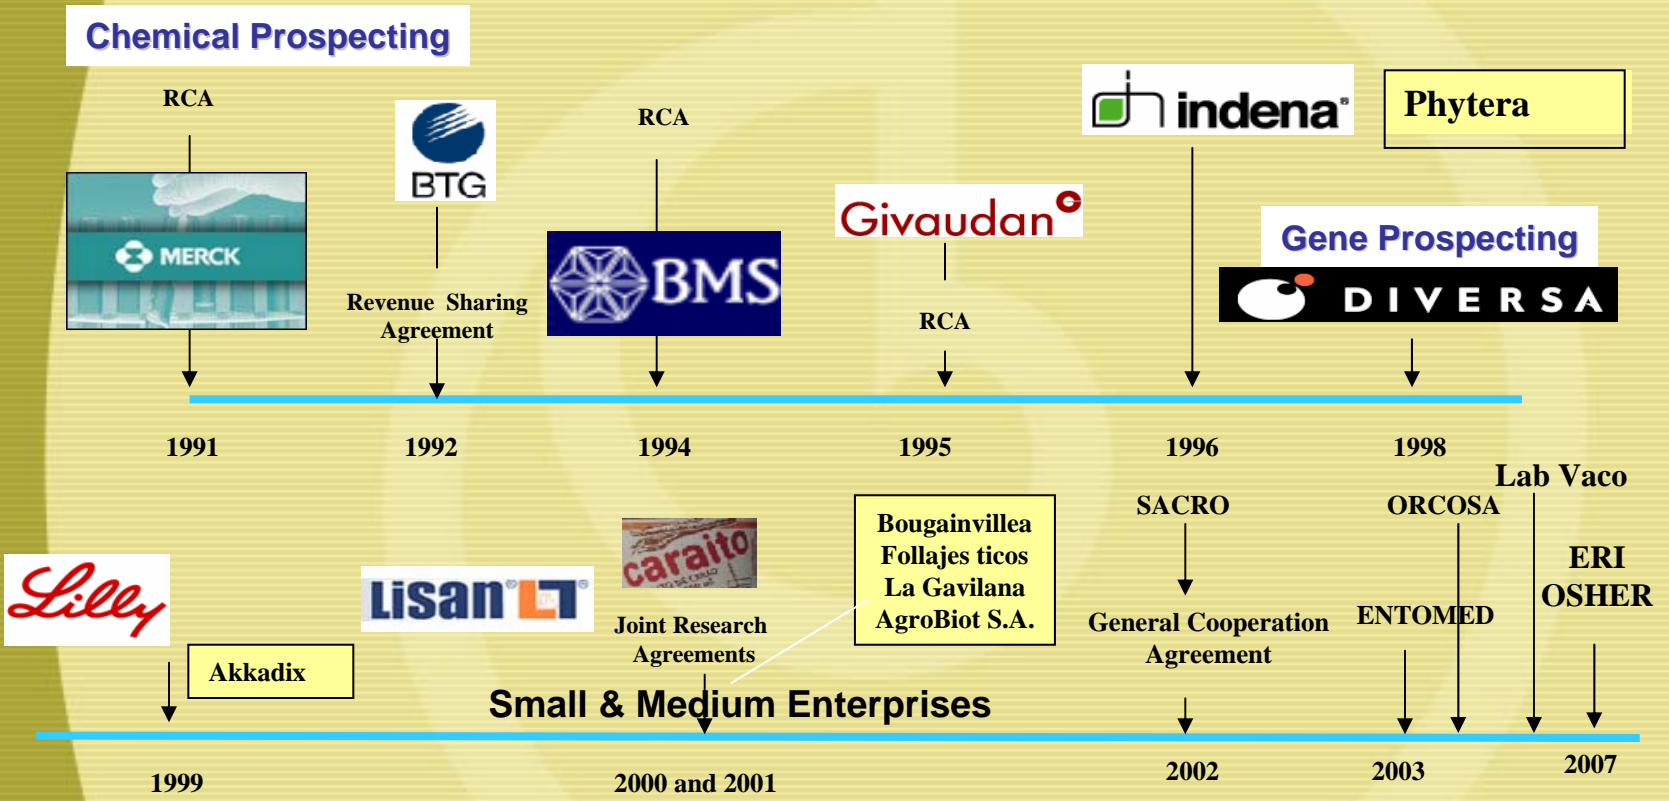 Chemical Prospecting
RCA
MERCK
BTG
Revenue Sharing
Agreement
RCA
BMS
Givaudan
RCA
indena®
Phytera
Gene Prospecting
DIVERSA
1991
1992
1994
1995
1996
1998
Lilly
Akkadix
Lisan® LT®
caraito
Joint Research
Agreements
Small & Medium Enterprises
Bougainvillea
Follajes ticos
La Gavilana
AgroBiot S.A.
SACRO
General Cooperation
Agreement
ORCOSA
ENTOMED
Lab Vaco
ERI
OSHER
1999
2000 and 2001
2002
2003
2007